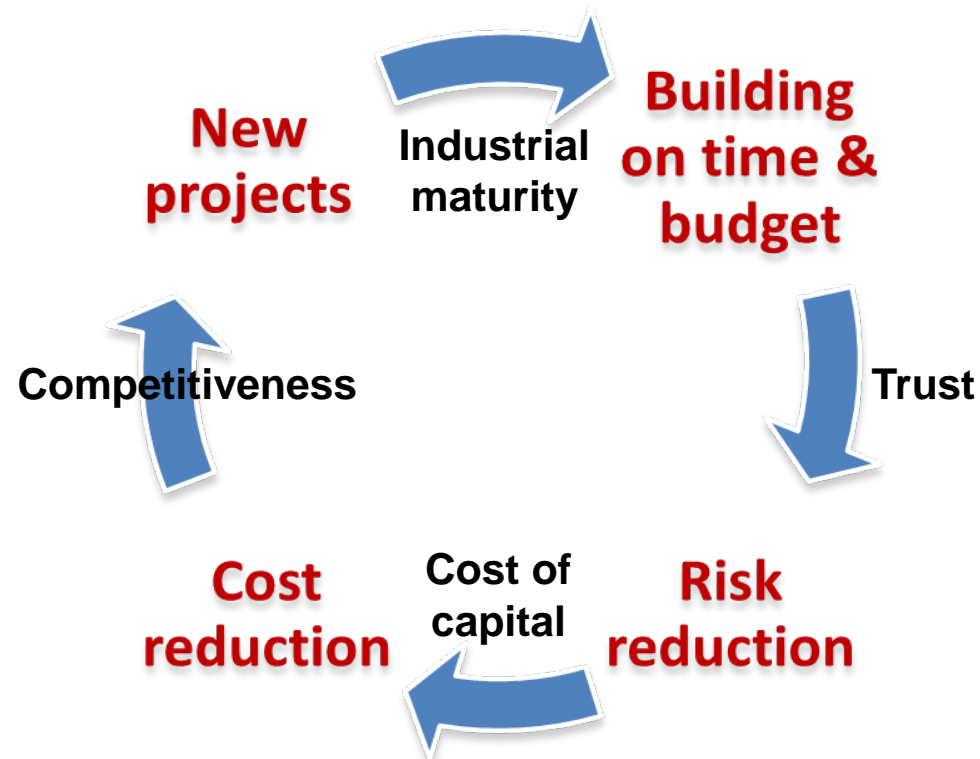 New
projects
Industrial
maturity
Building
on time &
budget
Competitiveness
Trust
Cost
reduction
Cost of
capital
Risk
reduction